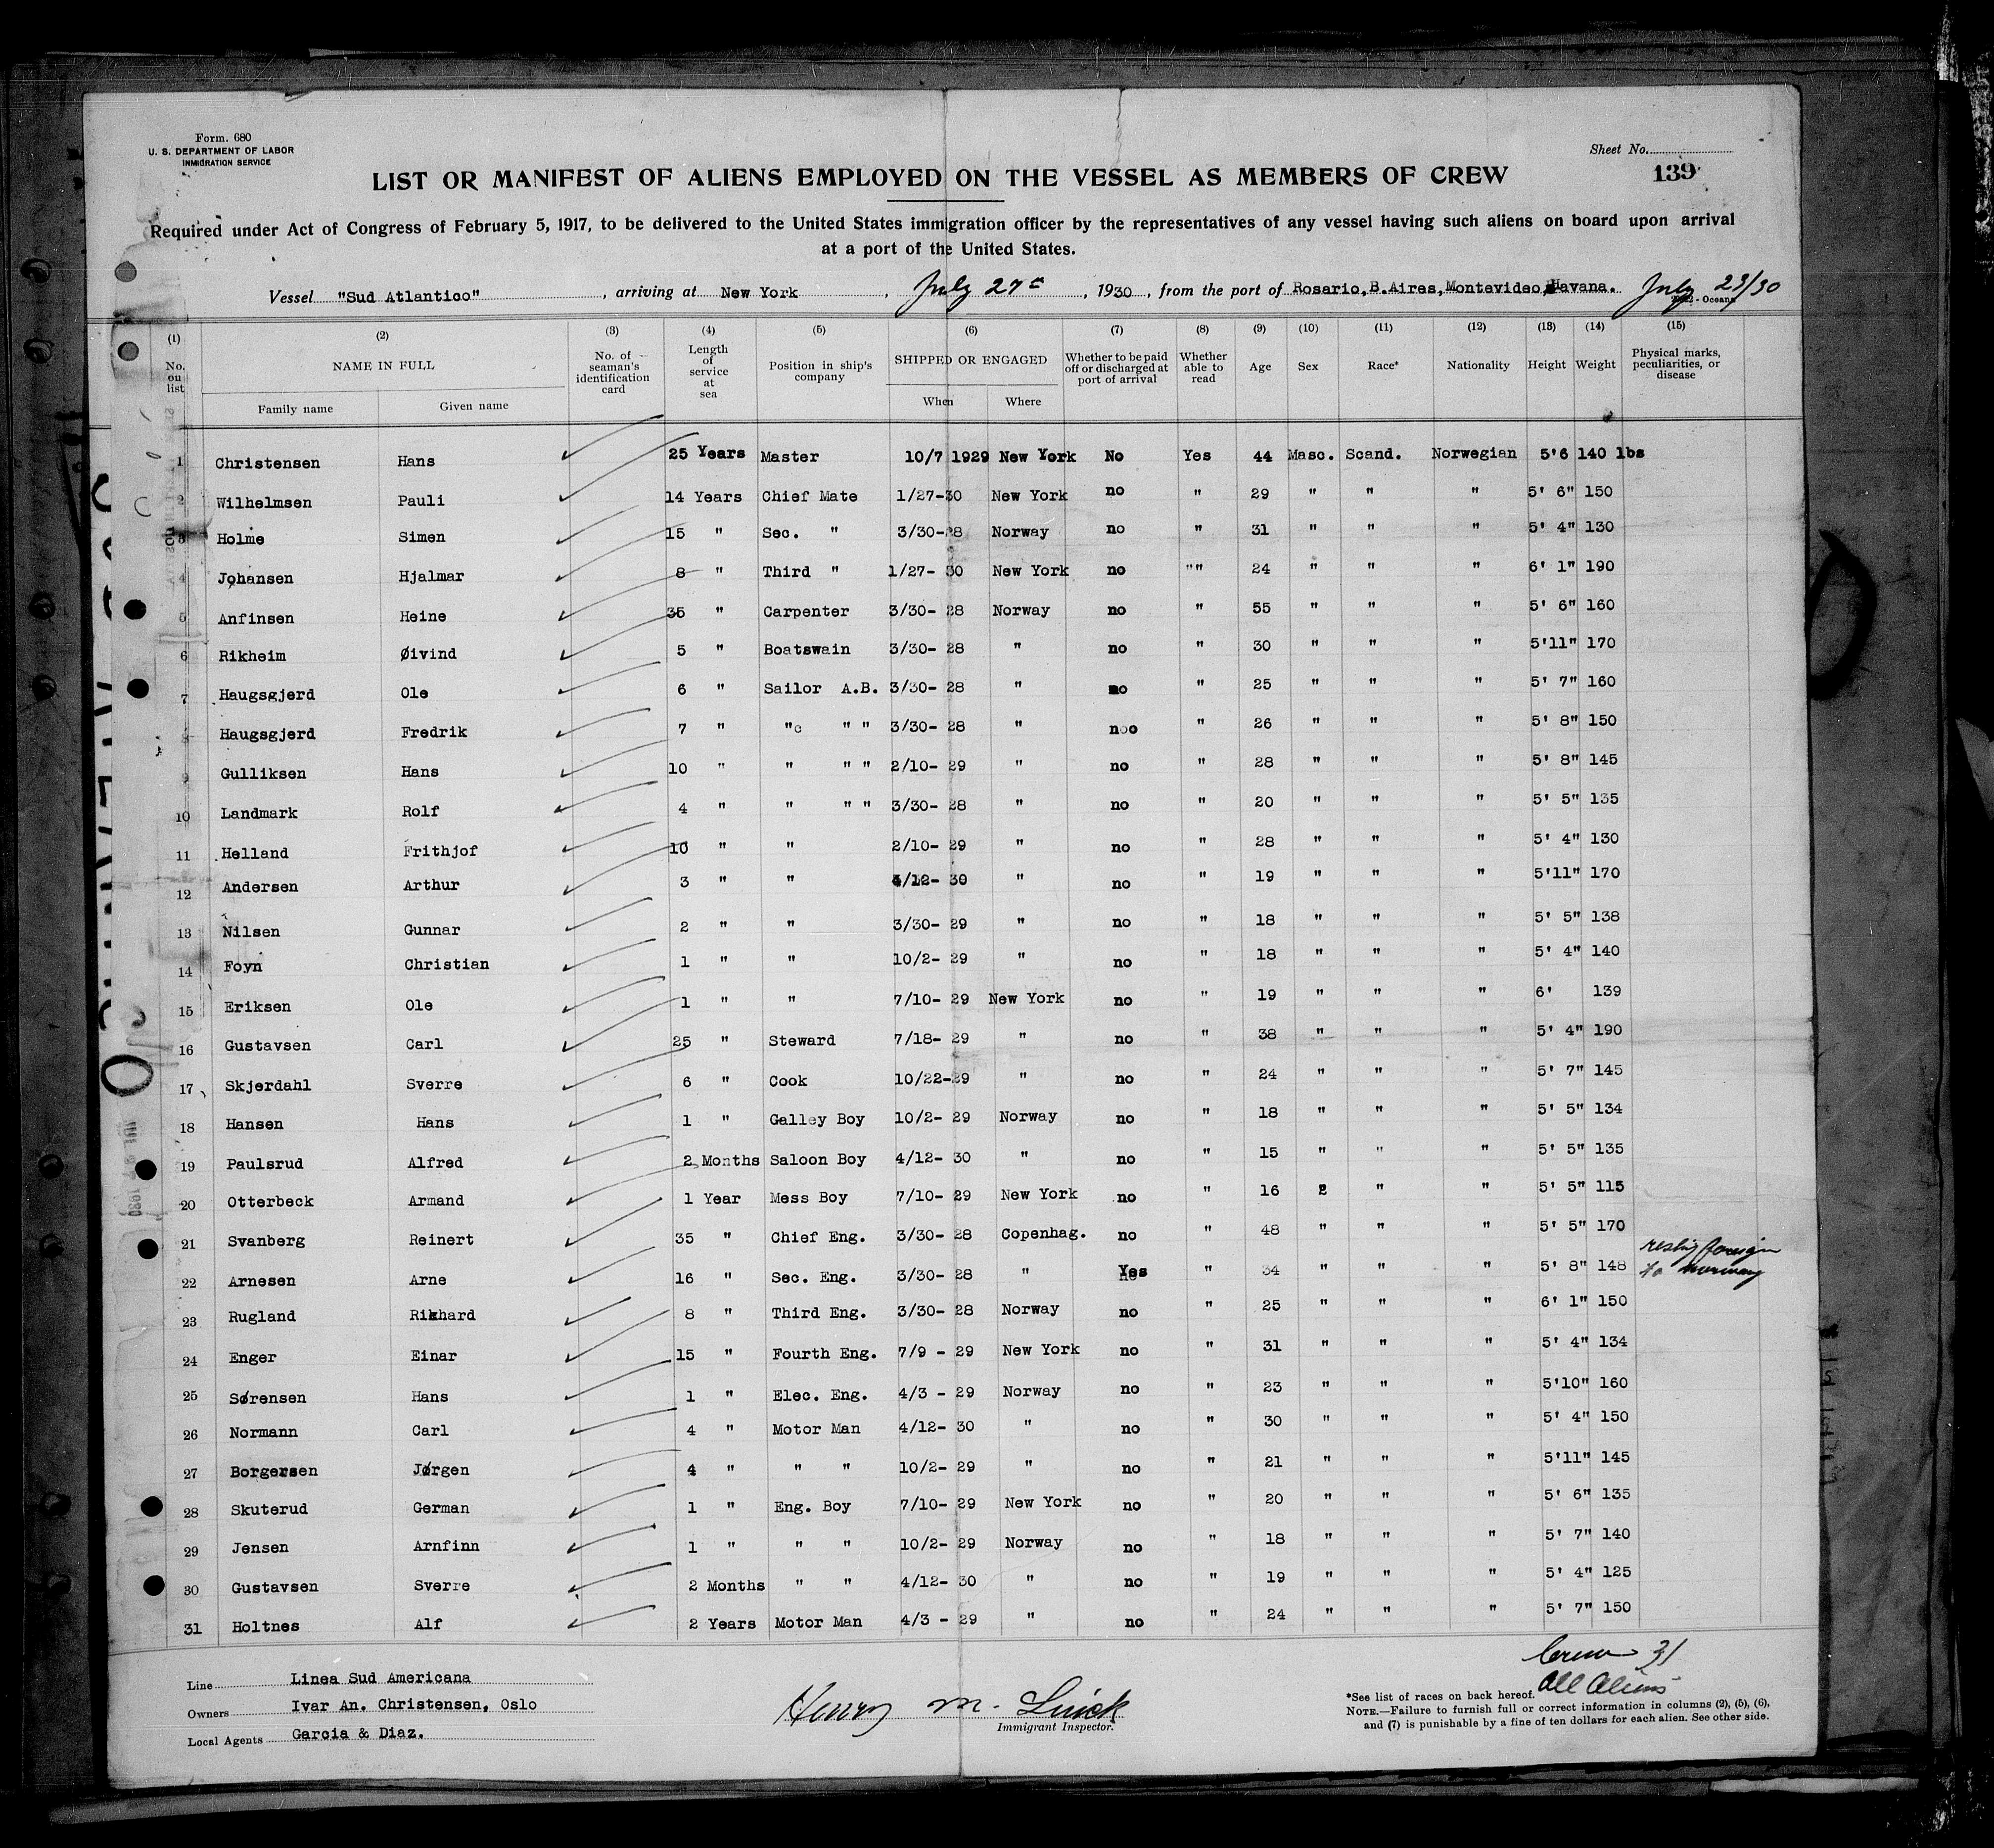 Form. 680
U. S. DEPARTMENT OF LABOR
IMMIGRATION SERVICE
Sheet No.
139
LIST OR MANIFEST OF ALIENS EMPLOYED ON THE VESSEL AS MEMBERS OF CREW
Required under Act of Congress of February 5, 1917, to be delivered to the United States immigration officer by the representatives of any vessel having such aliens on board upon arrival
at a port of the United States.
Vessel "Sud Atlantico", arriving at New York, July 27, 1930, from the port of Rosario, B.Aires, Montevideo, Havana. July 23/30
(1) (2) (3) (4) (5) (6) (7) (8) (9) (10) (11) (12) (13) (14) (15)
No. on list NAME IN FULL Family name Given name No. of seaman's identification card Length of service at sea Position in ship's company SHIPPED OR ENGAGED When Where Whether to be paid off or discharged at port of arrival Whether able to read Age Sex Race* Nationality Height Weight Physical marks, peculiarities, or disease
1 Christensen Hans 25 Years Master 10/7 1929 New York No Yes 44 Masc. Scand. Norwegian 5'6 140 lbs
2 Wilhelmsen Pauli 14 Years Chief Mate 1/27-30 New York no " 29 " " " 5' 6" 150
3 Holme Simen 15 " Sec. " 3/30-28 Norway no " 31 " " " 5' 4" 130
4 Johansen Hjalmar 8 " Third " 1/27- 30 New York no "" 24 " " " 6' 1" 190
5 Anfinsen Heine 35 " Carpenter 3/30- 28 Norway no " 55 " " " 5' 6" 160
6 Rikheim Øivind 5 " Boatswain 3/30- 28 " no " 30 " " " 5'11" 170
7 Haugsgjerd Ole 6 " Sailor A.B. 3/30- 28 " no " 25 " " " 5' 7" 160
8 Haugsgjerd Fredrik 7 " "c " " 3/30- 28 " noo " 26 " " " 5' 8" 150
9 Gulliksen Hans 10 " " " " 2/10- 29 " no " 28 " " " 5' 8" 145
10 Landmark Rolf 4 " " " " 3/30- 28 " no " 20 " " " 5' 5" 135
11 Helland Frithjof 10 " " 2/10- 29 " no " 28 " " " 5' 4" 130
12 Andersen Arthur 3 " " 4/12- 30 " no " 19 " " " 5'11" 170
13 Nilsen Gunnar 2 " " 3/30- 29 " no " 18 " " " 5' 5" 138
14 Foyn Christian 1 " " 10/2- 29 " no " 18 " " " 5' 4" 140
15 Eriksen Ole 1 " " 7/10- 29 New York no " 19 " " " 6' 139
16 Gustavsen Carl 25 " Steward 7/18- 29 " no " 38 " " " 5' 4" 190
17 Skjerdahl Sverre 6 " Cook 10/22-29 " no " 24 " " " 5' 7" 145
18 Hansen Hans 1 " Galley Boy 10/2- 29 Norway no " 18 " " " 5' 5" 134
19 Paulsrud Alfred 2 Months Saloon Boy 4/12- 30 " no " 15 " " " 5' 5" 135
20 Otterbeck Armand 1 Year Mess Boy 7/10- 29 New York no " 16 2 " " 5' 5" 115
21 Svanberg Reinert 35 " Chief Eng. 3/30- 28 Copenhag. no " 48 " " " 5' 5" 170
22 Arnesen Arne 16 " Sec. Eng. 3/30- 28 " Yes " 34 " " " 5' 8" 148 reship foreign to Norway
23 Rugland Rikhard 8 " Third Eng. 3/30- 28 Norway no " 25 " " " 6' 1" 150
24 Enger Einar 15 " Fourth Eng. 7/9 - 29 New York no " 31 " " " 5' 4" 134
25 Sørensen Hans 1 " Elec. Eng. 4/3 - 29 Norway no " 23 " " " 5'10" 160
26 Normann Carl 4 " Motor Man 4/12- 30 " no " 30 " " " 5' 4" 150
27 Borgersen Jørgen 4 " " " 10/2- 29 " no " 21 " " " 5'11" 145
28 Skuterud German 1 " Eng. Boy 7/10- 29 New York no " 20 " " " 5' 6" 135
29 Jensen Arnfinn 1 " " " 10/2- 29 Norway no " 18 " " " 5' 7" 140
30 Gustavsen Sverre 2 Months " " 4/12- 30 " no " 19 " " " 5' 4" 125
31 Holtnes Alf 2 Years Motor Man 4/3 - 29 " no " 24 " " " 5' 7" 150
Crew 31
All Aliens
Line Linea Sud Americana
Owners Ivar An. Christensen, Oslo
Local Agents Garcia & Diaz.
Henry M.
Immigrant Inspector.
*See list of races on back hereof.
NOTE.—Failure to furnish full or correct information in columns (2), (5), (6),
and (7) is punishable by a fine of ten dollars for each alien. See other side.